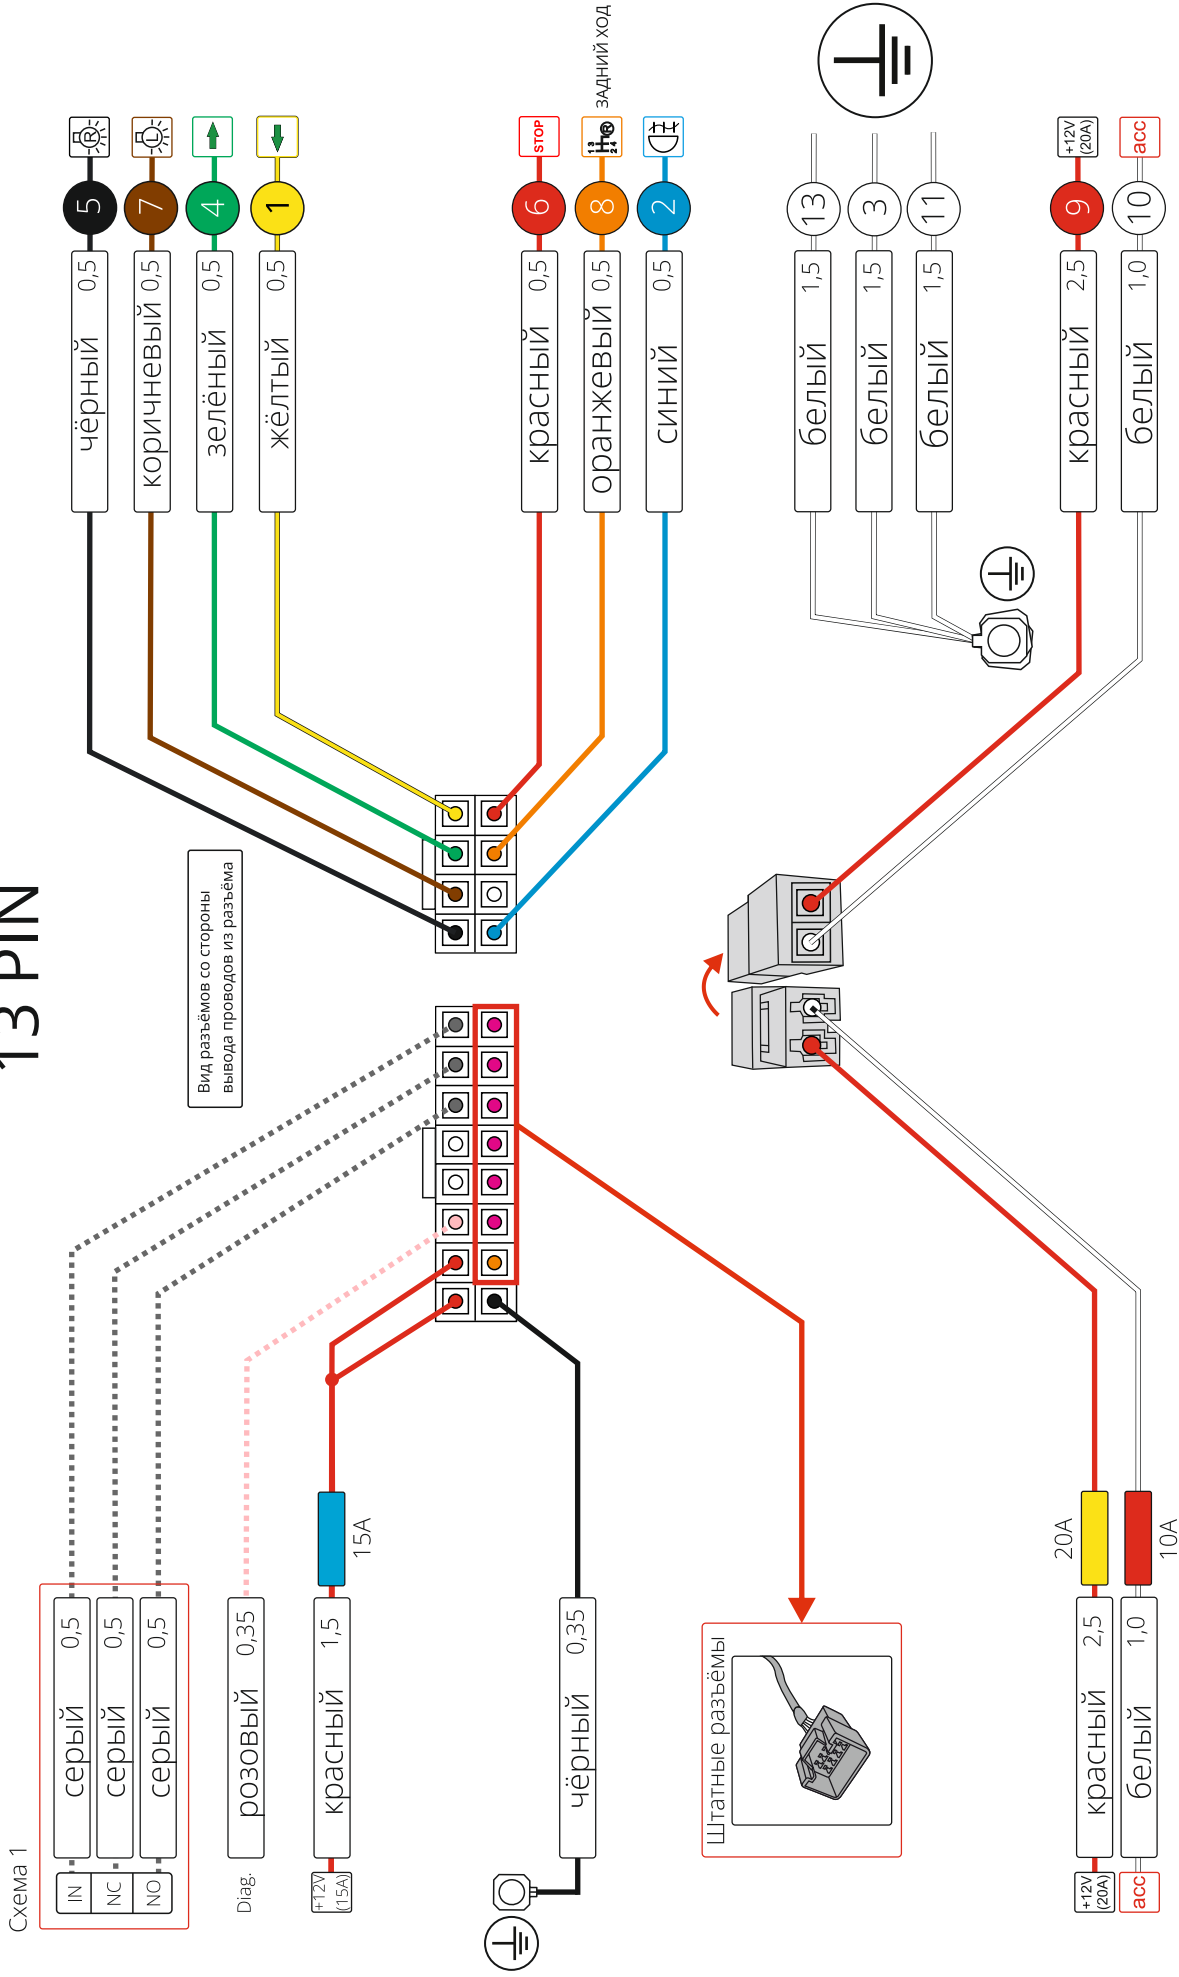 13 PIN
Схема 1
IN
серый 0,5
NC
серый 0,5
NO
серый 0,5
Diag.
розовый 0,35
+12V
(15A)
красный 1,5
15A
чёрный 0,35
Штатные разъёмы
+12V
(20A)
красный 2,5
20A
acc
белый 1,0
10A
Вид разъёмов со стороны
вывода проводов из разъёма
чёрный 0,5
5
R
коричневый 0,5
7
L
зелёный 0,5
4
жёлтый 0,5
1
красный 0,5
6
STOP
оранжевый 0,5
8
1 3
2 4
R
ЗАДНИЙ ХОД
синий 0,5
2
белый 1,5
13
белый 1,5
3
белый 1,5
11
красный 2,5
9
+12V
(20A)
белый 1,0
10
acc